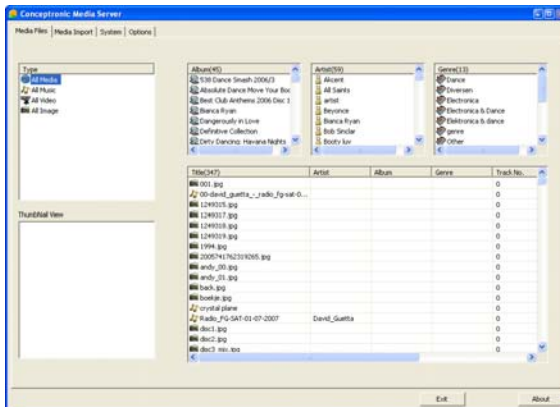 Conceptronic Media Server
Media Files Media Import System Options
Type
All Media
All Music
All Video
All Image
Album(45)
538 Dance Smash 2006/3
Absolute Dance Move Your Boo
Best Club Anthems 2006 Disc 1
Bianca Ryan
Dangerously in Love
Definitive Collection
Dirty Dancing: Havana Nights
Artist(59)
Akcent
All Saints
artist
Beyonce
Bianca Ryan
Bob Sinclar
Booty luv
Genre(13)
Dance
Diversen
Electronica
Electronica & Dance
Elektronica & dance
genre
Other
ThumbNail View
Title(347) Artist Album Genre Track No.
001.jpg 0
00-david_guetta_-_radio_fg-sat-0... 0
1249315.jpg 0
1249317.jpg 0
1249318.jpg 0
1249319.jpg 0
1994.jpg 0
2005741762319265.jpg 0
andy_00.jpg 0
andy_01.jpg 0
back.jpg 0
boekje.jpg 0
crystal plane 0
Radio_FG-SAT-01-07-2007 David_Guetta 0
disc1.jpg 0
disc2.jpg 0
disc3_mix.jpg 0
Exit About